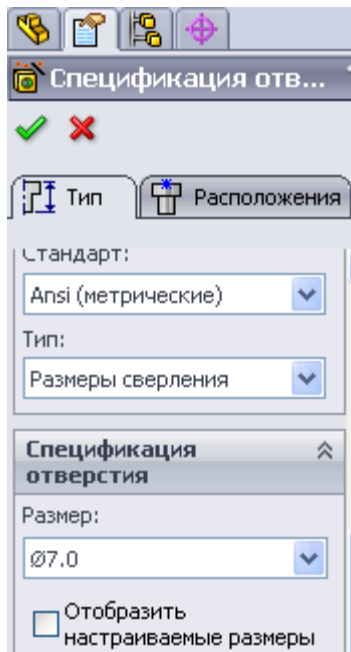 Спецификация отв...
Тип
Расположения
Стандарт:
Ansi (метрические)
Тип:
Размеры сверления
Спецификация
отверстия
Размер:
Ø7.0
Отобразить
настраиваемые размеры